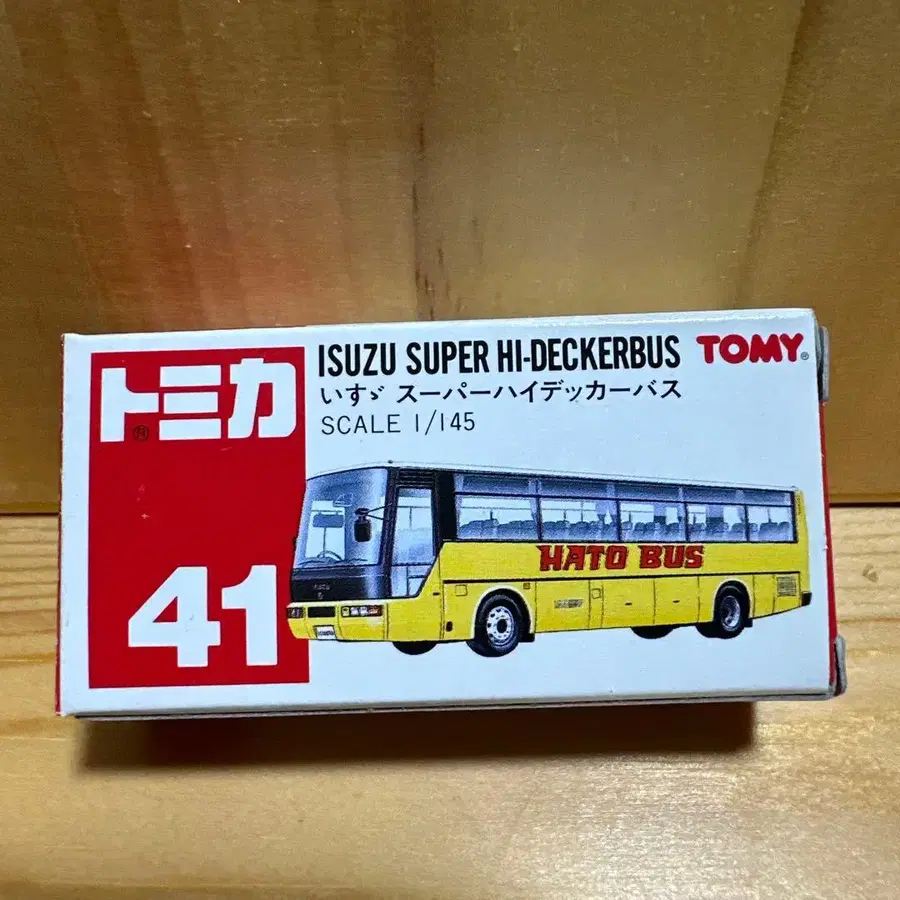 トミカ®
41
ISUZU SUPER HI-DECKERBUS
TOMY®
いすゞ スーパーハイデッカーバス
SCALE 1/145
HATO BUS